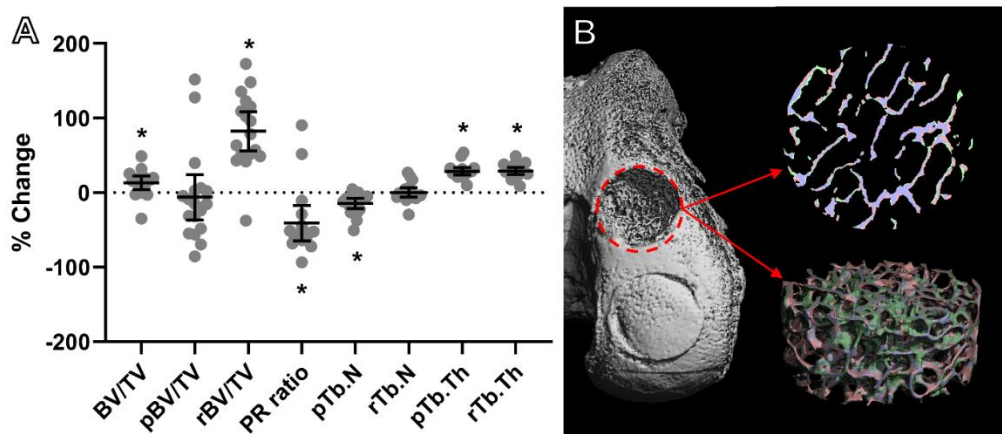 A
B
% Change
200
100
0
-100
-200
*
*
*
*
*
*
BV/TV
pBV/TV
rBV/TV
PR ratio
pTb.N
rTb.N
pTb.Th
rTb.Th